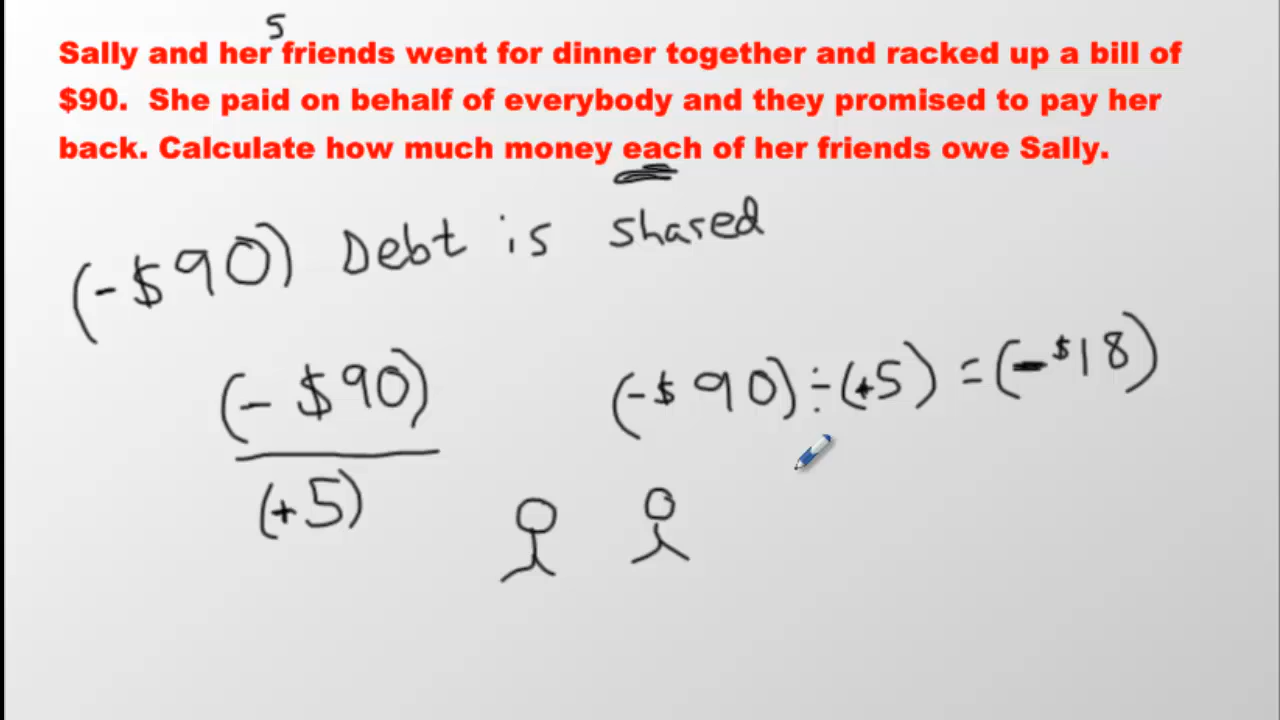 5
Sally and her friends went for dinner together and racked up a bill of
$90. She paid on behalf of everybody and they promised to pay her
back. Calculate how much money each of her friends owe Sally.
(-$90) Debt is shared
(-$90)
(+5)
(-$90) ÷ (+5) = (-$18)